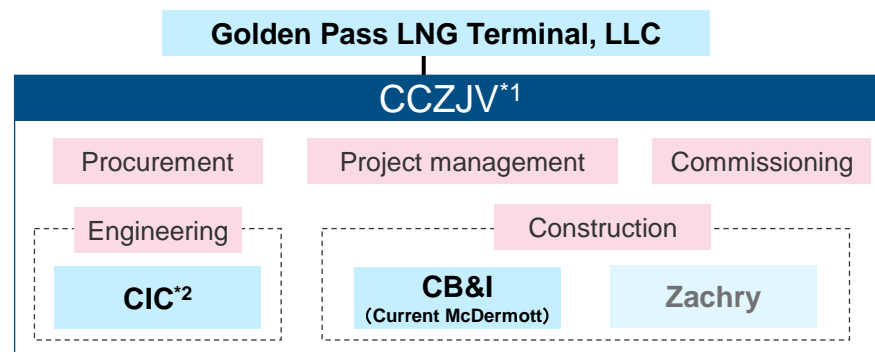 Golden Pass LNG Terminal, LLC
CCZJV*1
Procurement
Project management
Commissioning
Engineering
Construction
CIC*2
CB&I
（Current McDermott）
Zachry